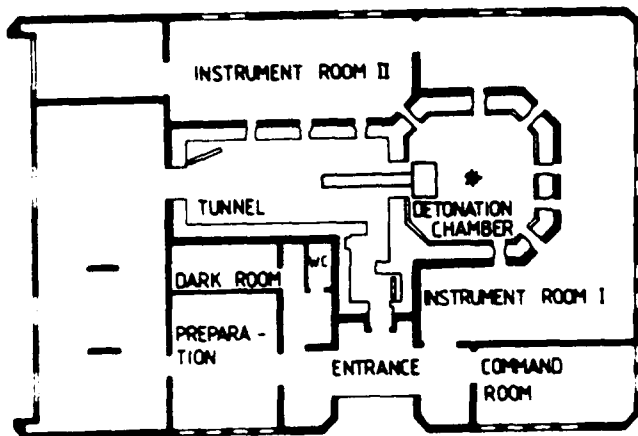 INSTRUMENT ROOM II
TUNNEL
DETONATION
CHAMBER
WC
DARK ROOM
INSTRUMENT ROOM I
PREPARA-
TION
ENTRANCE
COMMAND
ROOM